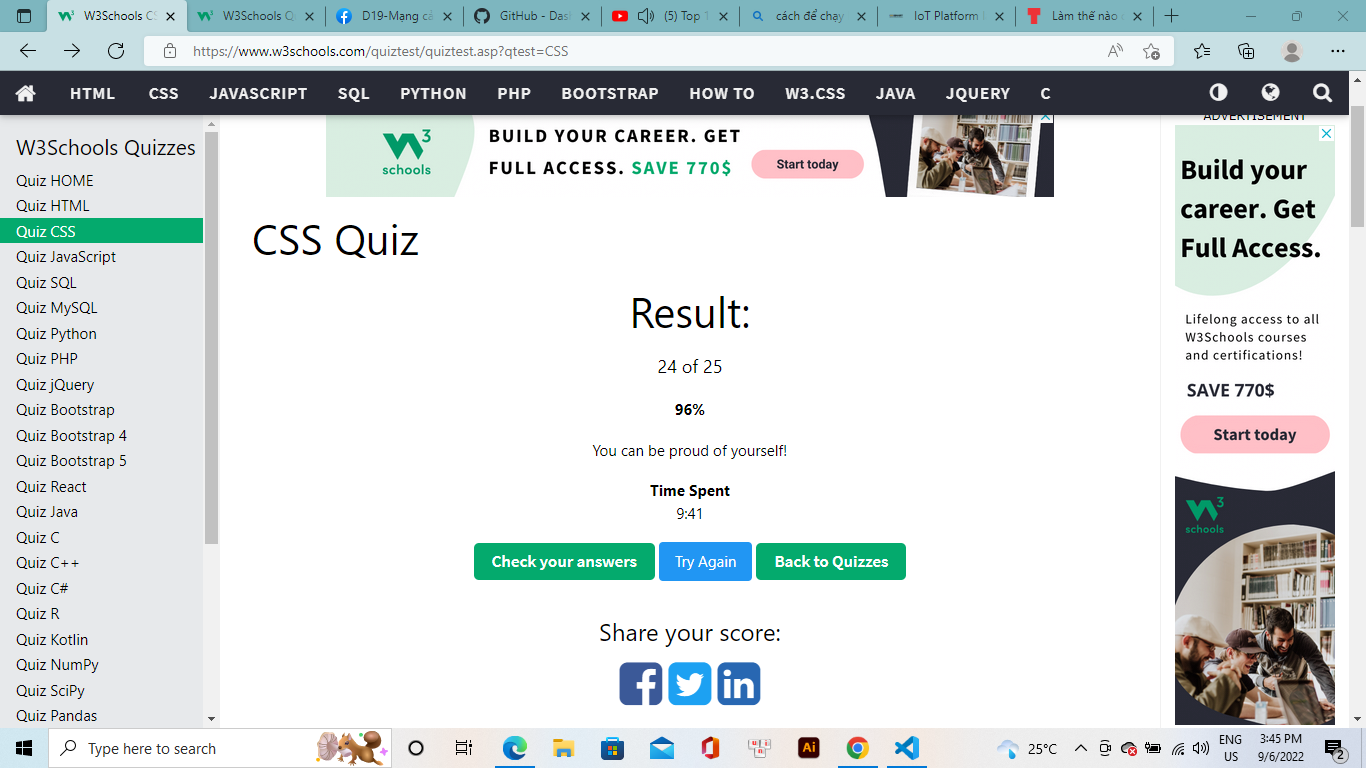 W3Schools CS
W3Schools Q
D19-Mạng cá
GitHub - Das
(5) Top 1
cách để chạy
IoT Platform
Làm thế nào
https://www.w3schools.com/quiztest/quiztest.asp?qtest=CSS
HTML CSS JAVASCRIPT SQL PYTHON PHP BOOTSTRAP HOW TO W3.CSS JAVA JQUERY C
W3Schools Quizzes
Quiz HOME
Quiz HTML
Quiz CSS
Quiz JavaScript
Quiz SQL
Quiz MySQL
Quiz Python
Quiz PHP
Quiz jQuery
Quiz Bootstrap
Quiz Bootstrap 4
Quiz Bootstrap 5
Quiz React
Quiz Java
Quiz C
Quiz C++
Quiz C#
Quiz R
Quiz Kotlin
Quiz NumPy
Quiz SciPy
Quiz Pandas
W3
schools
BUILD YOUR CAREER. GET
FULL ACCESS. SAVE 770$
Start today
CSS Quiz
Result:
24 of 25
96%
You can be proud of yourself!
Time Spent
9:41
Check your answers
Try Again
Back to Quizzes
Share your score:
ADVERTISEMENT
Build your
career. Get
Full Access.
Lifelong access to all
W3Schools courses
and certifications!
SAVE 770$
Start today
W3
schools
Type here to search
Ai
25°C
ENG
US
3:45 PM
9/6/2022
2